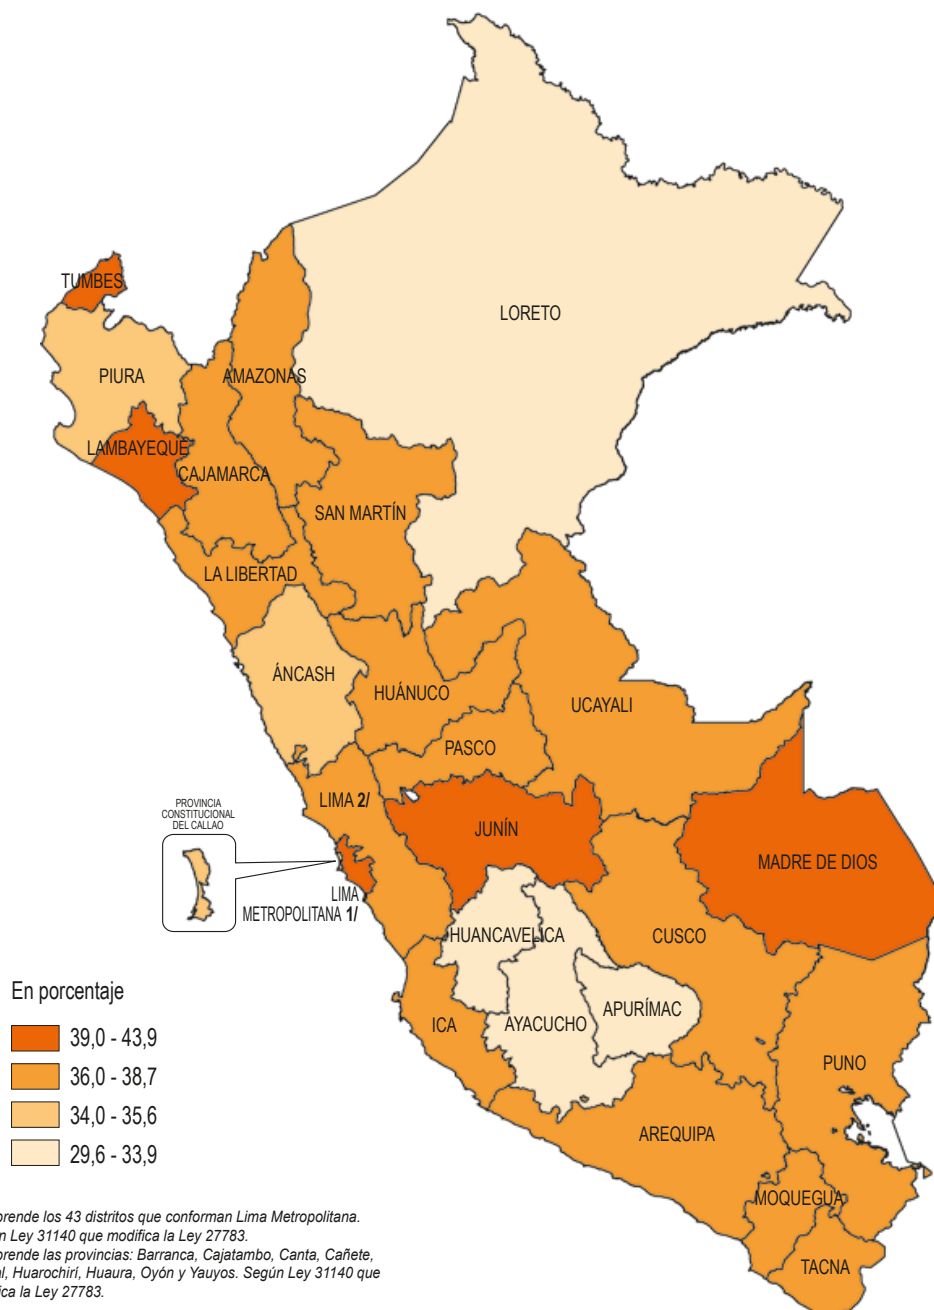 TUMBES
LORETO
PIURA
AMAZONAS
LAMBAYEQUE
CAJAMARCA
SAN MARTÍN
LA LIBERTAD
ÁNCASH
HUÁNUCO
UCAYALI
PASCO
LIMA 2/
PROVINCIA
CONSTITUCIONAL
DEL CALLAO
JUNÍN
MADRE DE DIOS
LIMA
METROPOLITANA 1/
HUANCAVELICA
CUSCO
En porcentaje
ICA
AYACUCHO
APURÍMAC
39,0 - 43,9
36,0 - 38,7
34,0 - 35,6
29,6 - 33,9
PUNO
AREQUIPA
MOQUEGUA
TACNA
prende los 43 distritos que conforman Lima Metropolitana.
n Ley 31140 que modifica la Ley 27783.
prende las provincias: Barranca, Cajatambo, Canta, Cañete,
al, Huarochirí, Huaura, Oyón y Yauyos. Según Ley 31140 que
fica la Ley 27783.